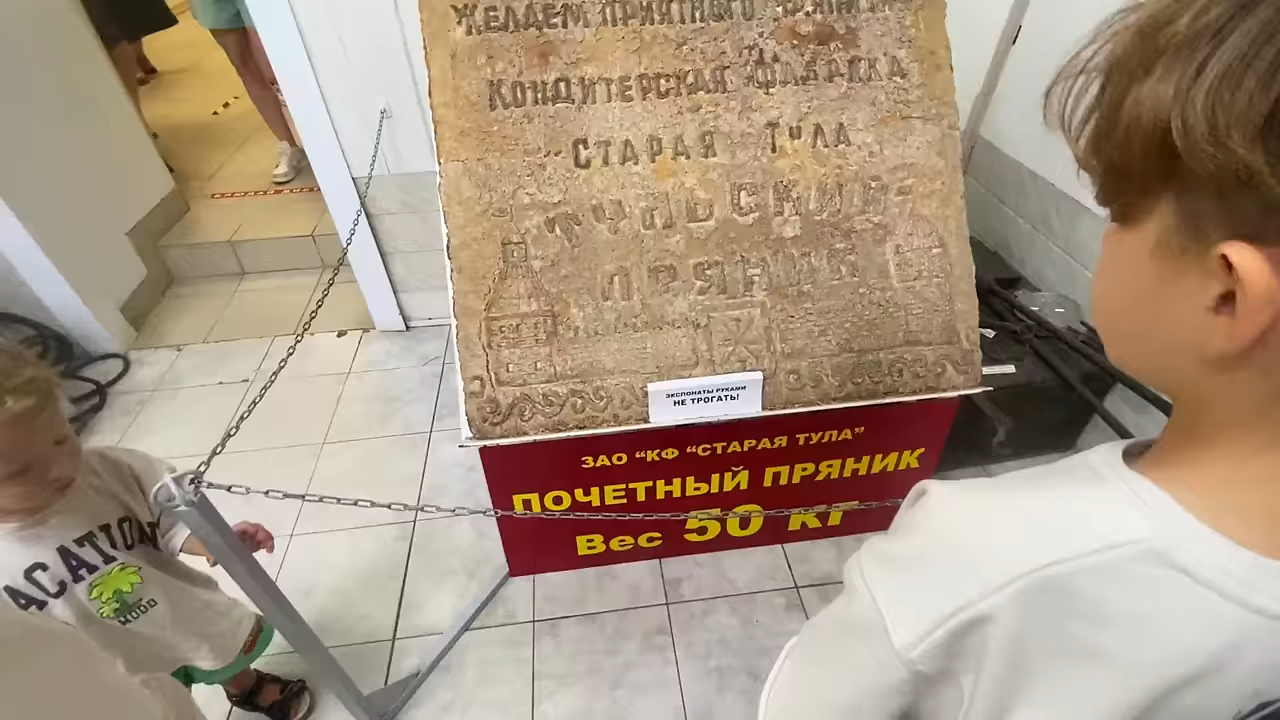 ЖЕЛАЕМ ПРИЯТНОГО
КОНДИТЕРСКАЯ ФАБРИКА
СТАРАЯ ТУЛА
ТУЛЬСКИЙ
ПРЯНИК
ЭКСПОНАТЫ РУКАМИ
НЕ ТРОГАТЬ!
ЗАО “КФ “СТАРАЯ ТУЛА”
ПОЧЕТНЫЙ ПРЯНИК
Вес 50 кг
ACATION